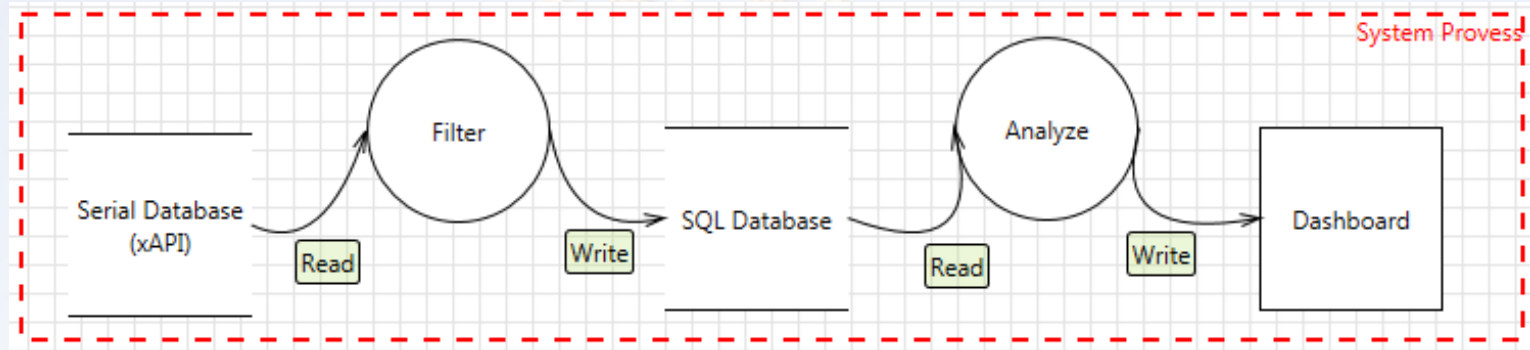 System Provess
Filter
Analyze
Serial Database
(xAPI)
SQL Database
Dashboard
Read
Write
Read
Write